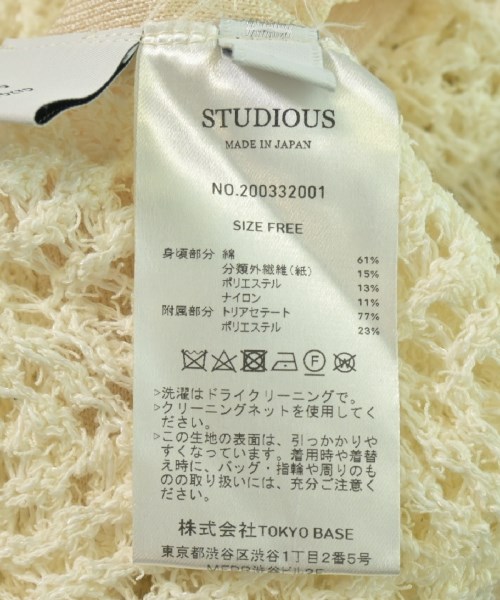 STUDIOUS
MADE IN JAPAN
NO.200332001
SIZE FREE
身頃部分 綿 61%
分類外繊維(紙) 15%
ポリエステル 13%
ナイロン 11%
附属部分 トリアセテート 77%
ポリエステル 23%
>洗濯はドライクリーニングで。
>クリーニングネットを使用してく
ださい。
>この生地の表面は、引っかかりや
すくなっています。着用時や着替
え時に、バッグ・指輪や周りのも
のの取り扱いには、充分ご注意く
ださい。
株式会社TOKYO BASE
東京都渋谷区渋谷1丁目2番5号